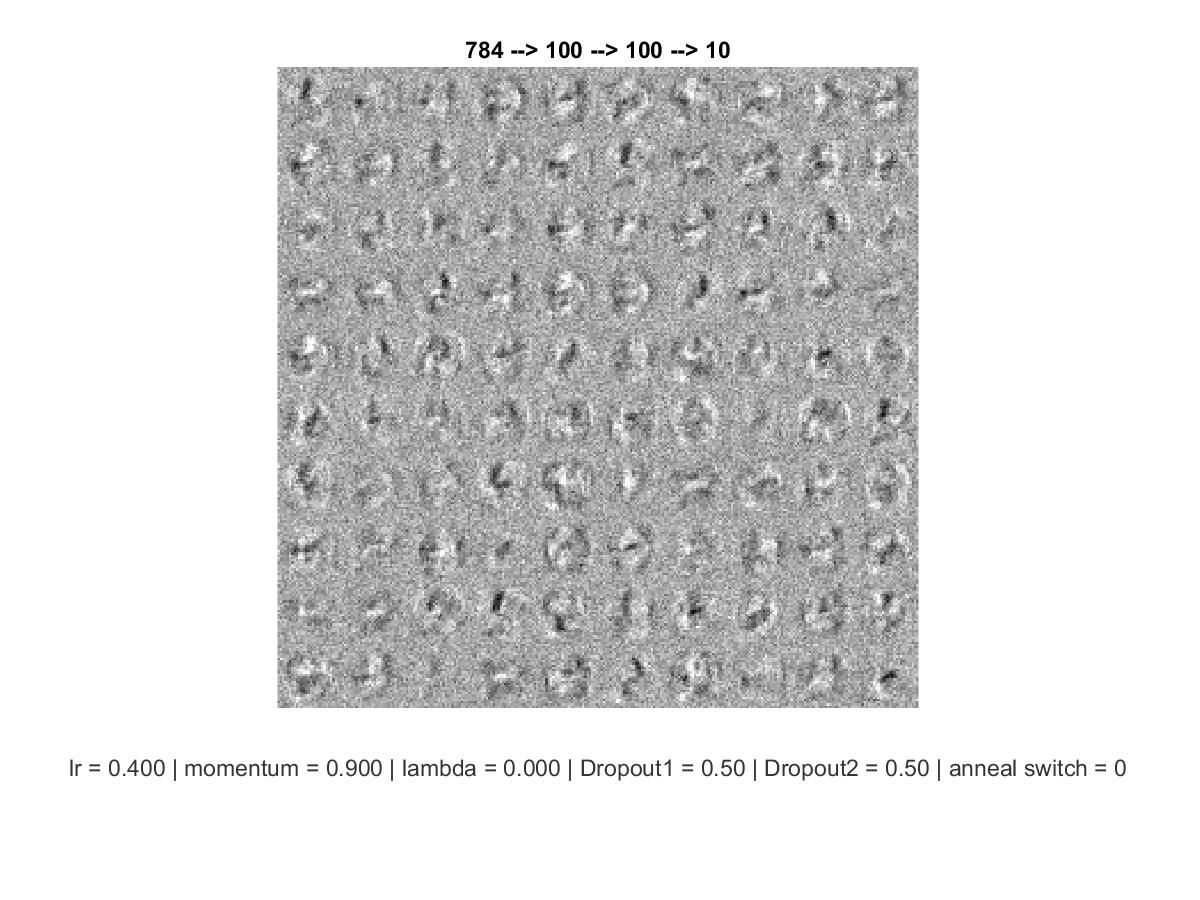 784 --> 100 --> 100 --> 10
lr = 0.400 | momentum = 0.900 | lambda = 0.000 | Dropout1 = 0.50 | Dropout2 = 0.50 | anneal switch = 0